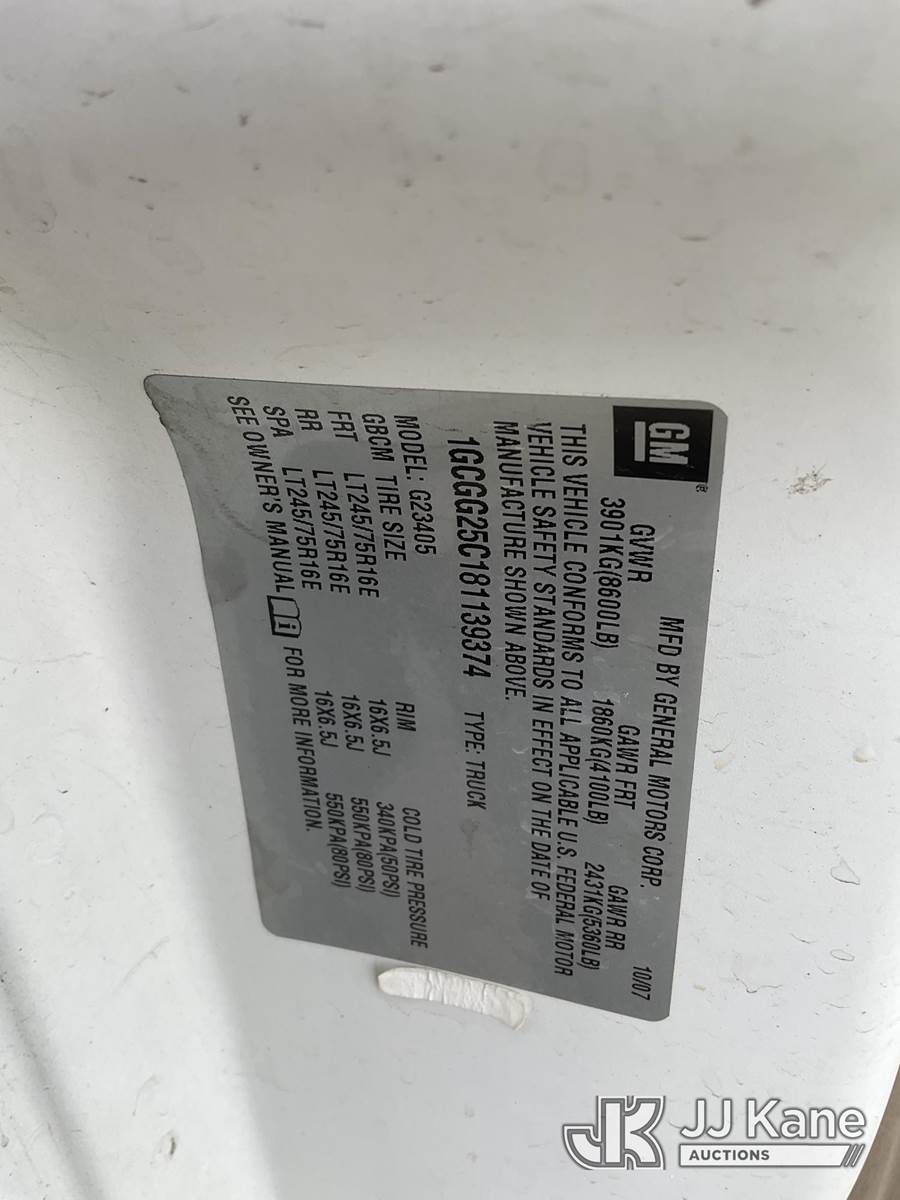 GM®
MFD BY GENERAL MOTORS CORP. 10/07
GVWR GAWR FRT GAWR RR
3901KG(8600LB) 1860KG(4100LB) 2431KG(5360LB)
THIS VEHICLE CONFORMS TO ALL APPLICABLE U.S. FEDERAL MOTOR
VEHICLE SAFETY STANDARDS IN EFFECT ON THE DATE OF
MANUFACTURE SHOWN ABOVE.
1GCGG25C181139374 TYPE: TRUCK
MODEL: G23405
GBCM TIRE SIZE RIM COLD TIRE PRESSURE
FRT LT245/75R16E 16X6.5J 340KPA(50PSI)
RR LT245/75R16E 16X6.5J 550KPA(80PSI)
SPA LT245/75R16E 16X6.5J 550KPA(80PSI)
SEE OWNER'S MANUAL FOR MORE INFORMATION.
JK JJ Kane
AUCTIONS